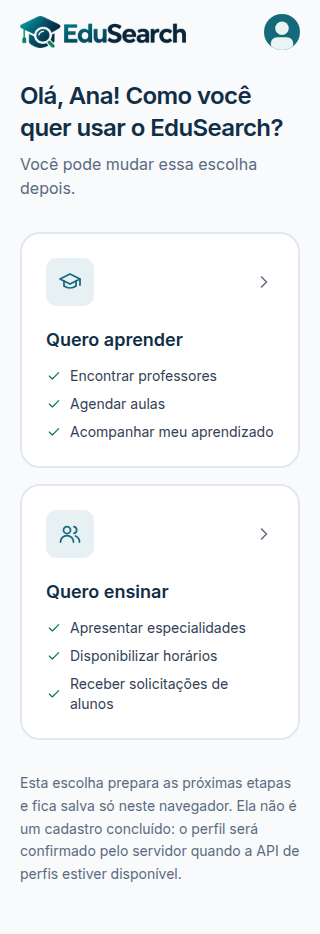 EduSearch
Olá, Ana! Como você
quer usar o EduSearch?
Você pode mudar essa escolha
depois.
Quero aprender
Encontrar professores
Agendar aulas
Acompanhar meu aprendizado
Quero ensinar
Apresentar especialidades
Disponibilizar horários
Receber solicitações de
alunos
Esta escolha prepara as próximas etapas
e fica salva só neste navegador. Ela não é
um cadastro concluído: o perfil será
confirmado pelo servidor quando a API de
perfis estiver disponível.